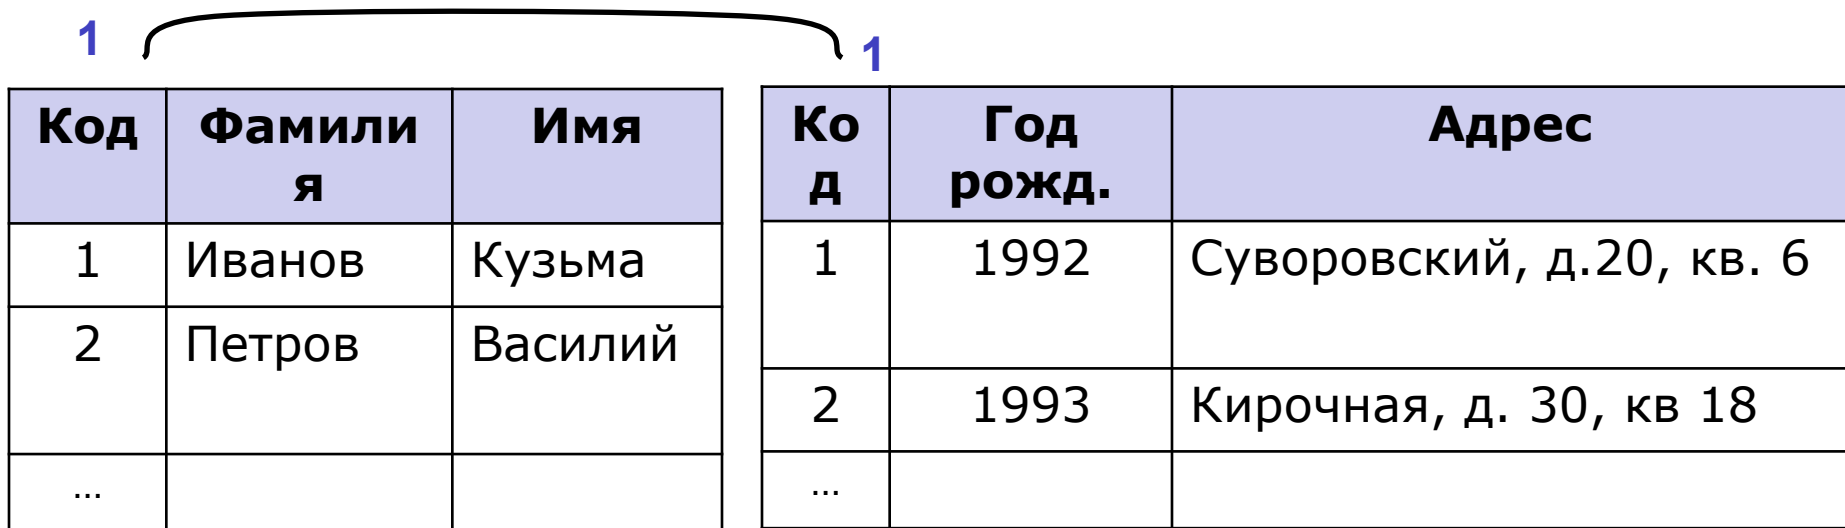 1
1
Код Фамили
я Имя
1 Иванов Кузьма
2 Петров Василий
...
Ко
д Год
рожд. Адрес
1 1992 Суворовский, д.20, кв. 6
2 1993 Кирочная, д. 30, кв 18
...